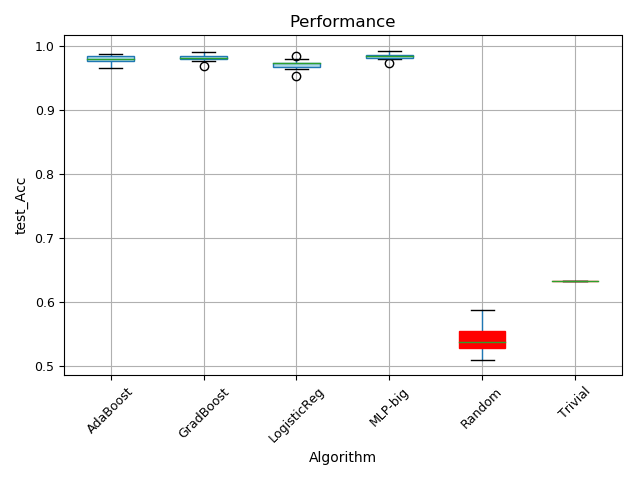 Performance
test_Acc
1.0
0.9
0.8
0.7
0.6
0.5
AdaBoost
GradBoost
LogisticReg
MLP-big
Random
Trivial
Algorithm